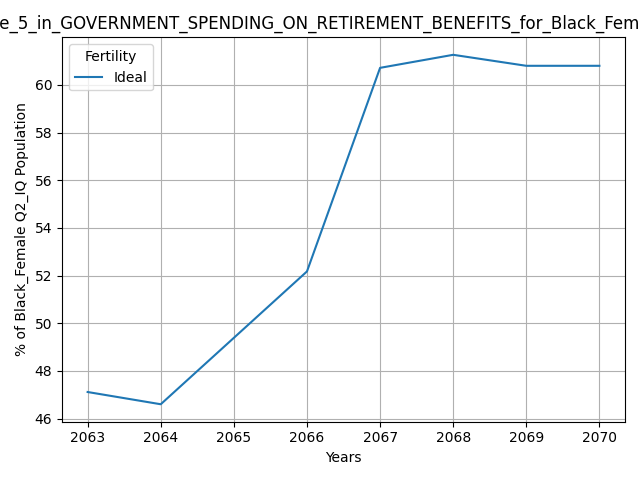 e_5_in_GOVERNMENT_SPENDING_ON_RETIREMENT_BENEFITS_for_Black_Fem
Fertility
Ideal
% of Black_Female Q2_IQ Population
60
58
56
54
52
50
48
46
2063 2064 2065 2066 2067 2068 2069 2070
Years